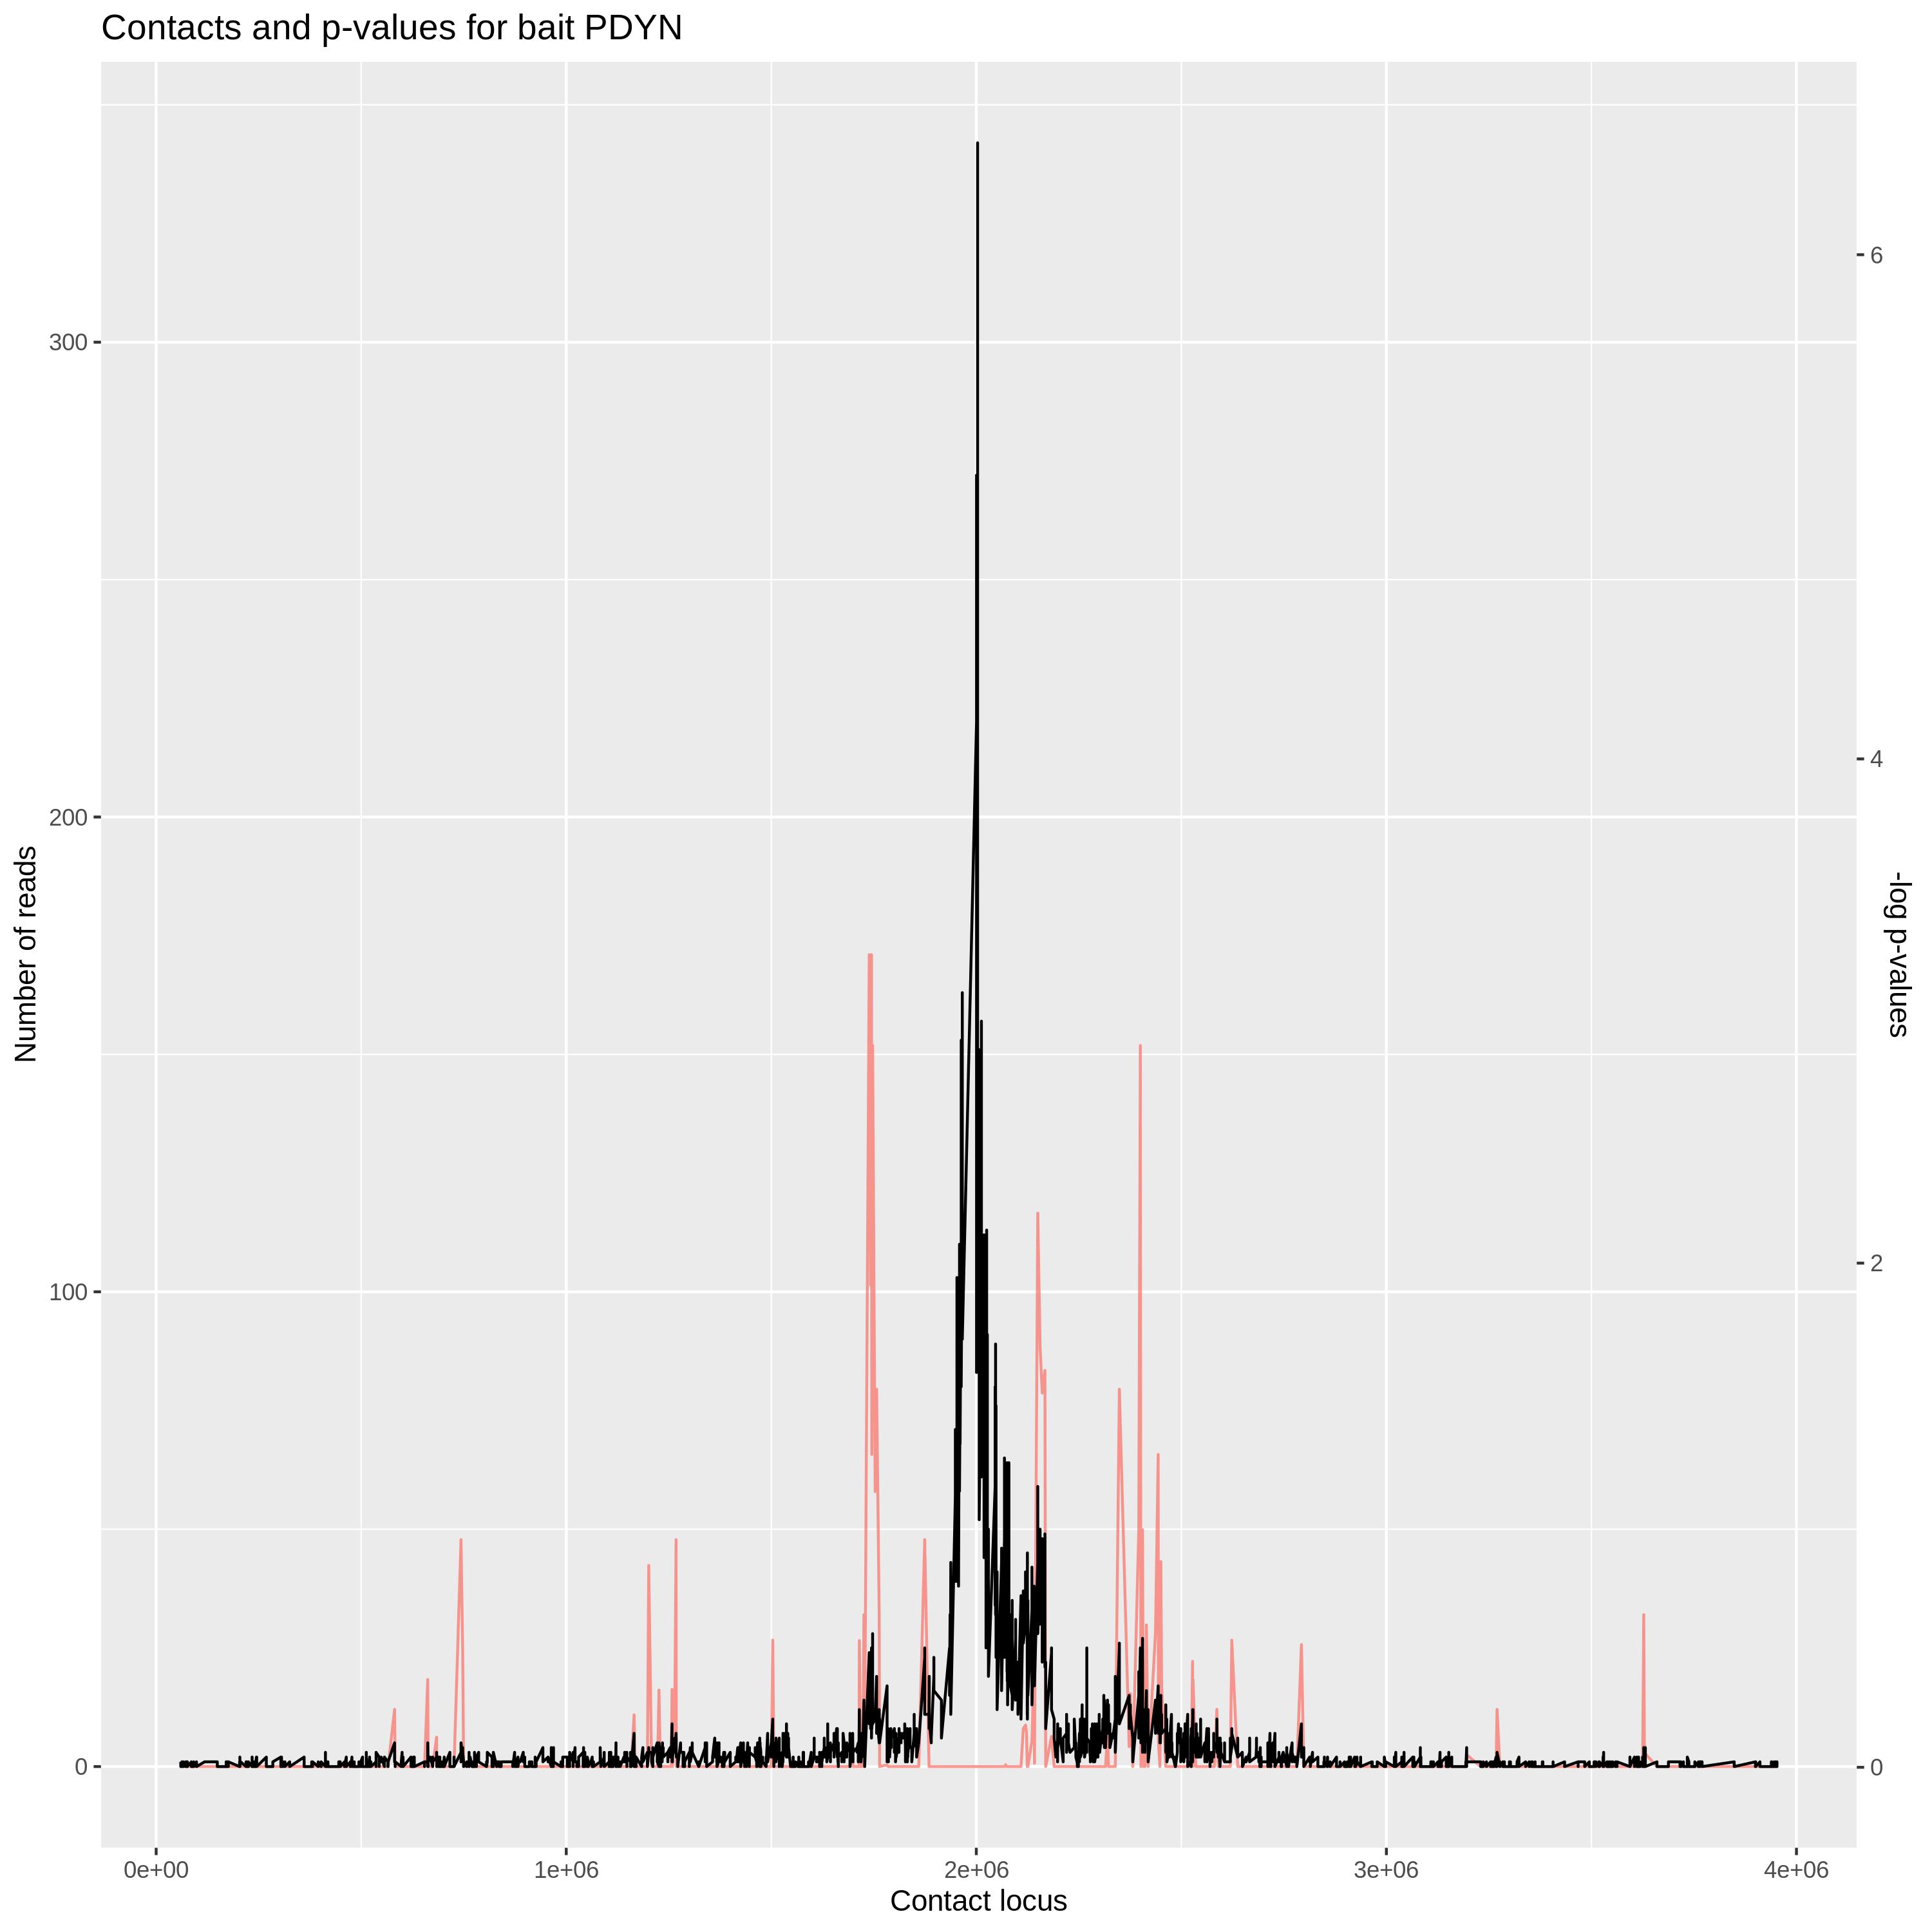 Contacts and p-values for bait PDYN
Number of reads
300
200
100
0
6
4
2
0
-log p-values
0e+00
1e+06
2e+06
3e+06
4e+06
Contact locus